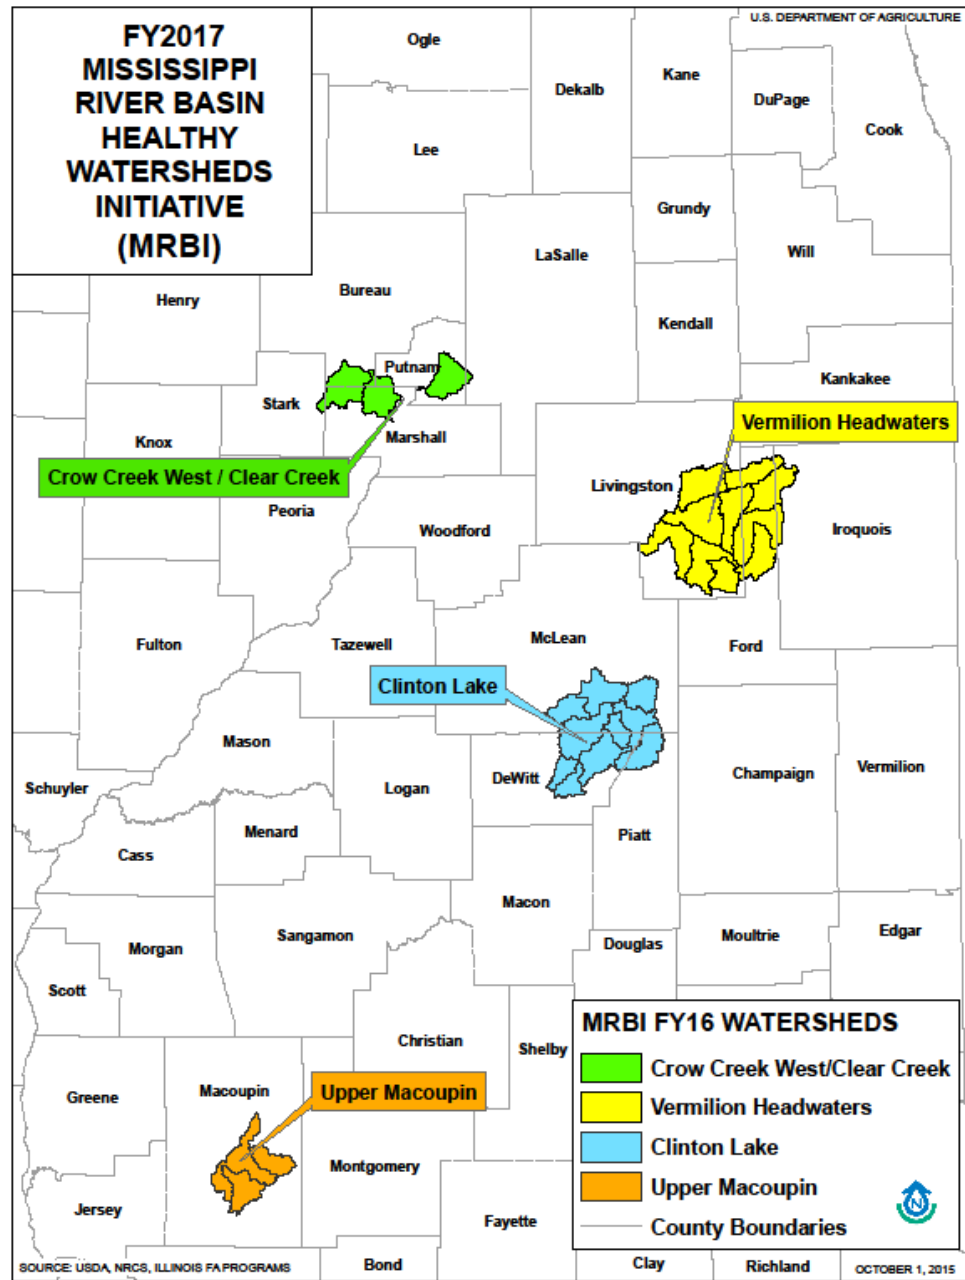 U.S. DEPARTMENT OF AGRICULTURE
FY2017
MISSISSIPPI
RIVER BASIN
HEALTHY
WATERSHEDS
INITIATIVE
(MRBI)
Ogle
Kane
Dekalb
DuPage
Cook
Lee
Grundy
Will
LaSalle
Bureau
Henry
Kendall
Putnam
Kankakee
Stark
Vermilion Headwaters
Knox
Marshall
Crow Creek West / Clear Creek
Livingston
Peoria
Woodford
Iroquois
McLean
Fulton
Tazewell
Ford
Clinton Lake
Mason
Vermilion
Champaign
DeWitt
Schuyler
Logan
Menard
Piatt
Cass
Macon
Edgar
Sangamon
Moultrie
Douglas
Morgan
Scott
MRBI FY16 WATERSHEDS
Crow Creek West/Clear Creek
Vermilion Headwaters
Clinton Lake
Upper Macoupin
County Boundaries
Christian
Shelby
Macoupin
Greene
Upper Macoupin
Montgomery
Jersey
Fayette
N
Bond
Clay
Richland
SOURCE: USDA, NRCS, ILLINOIS FA PROGRAMS
OCTOBER 1, 2015